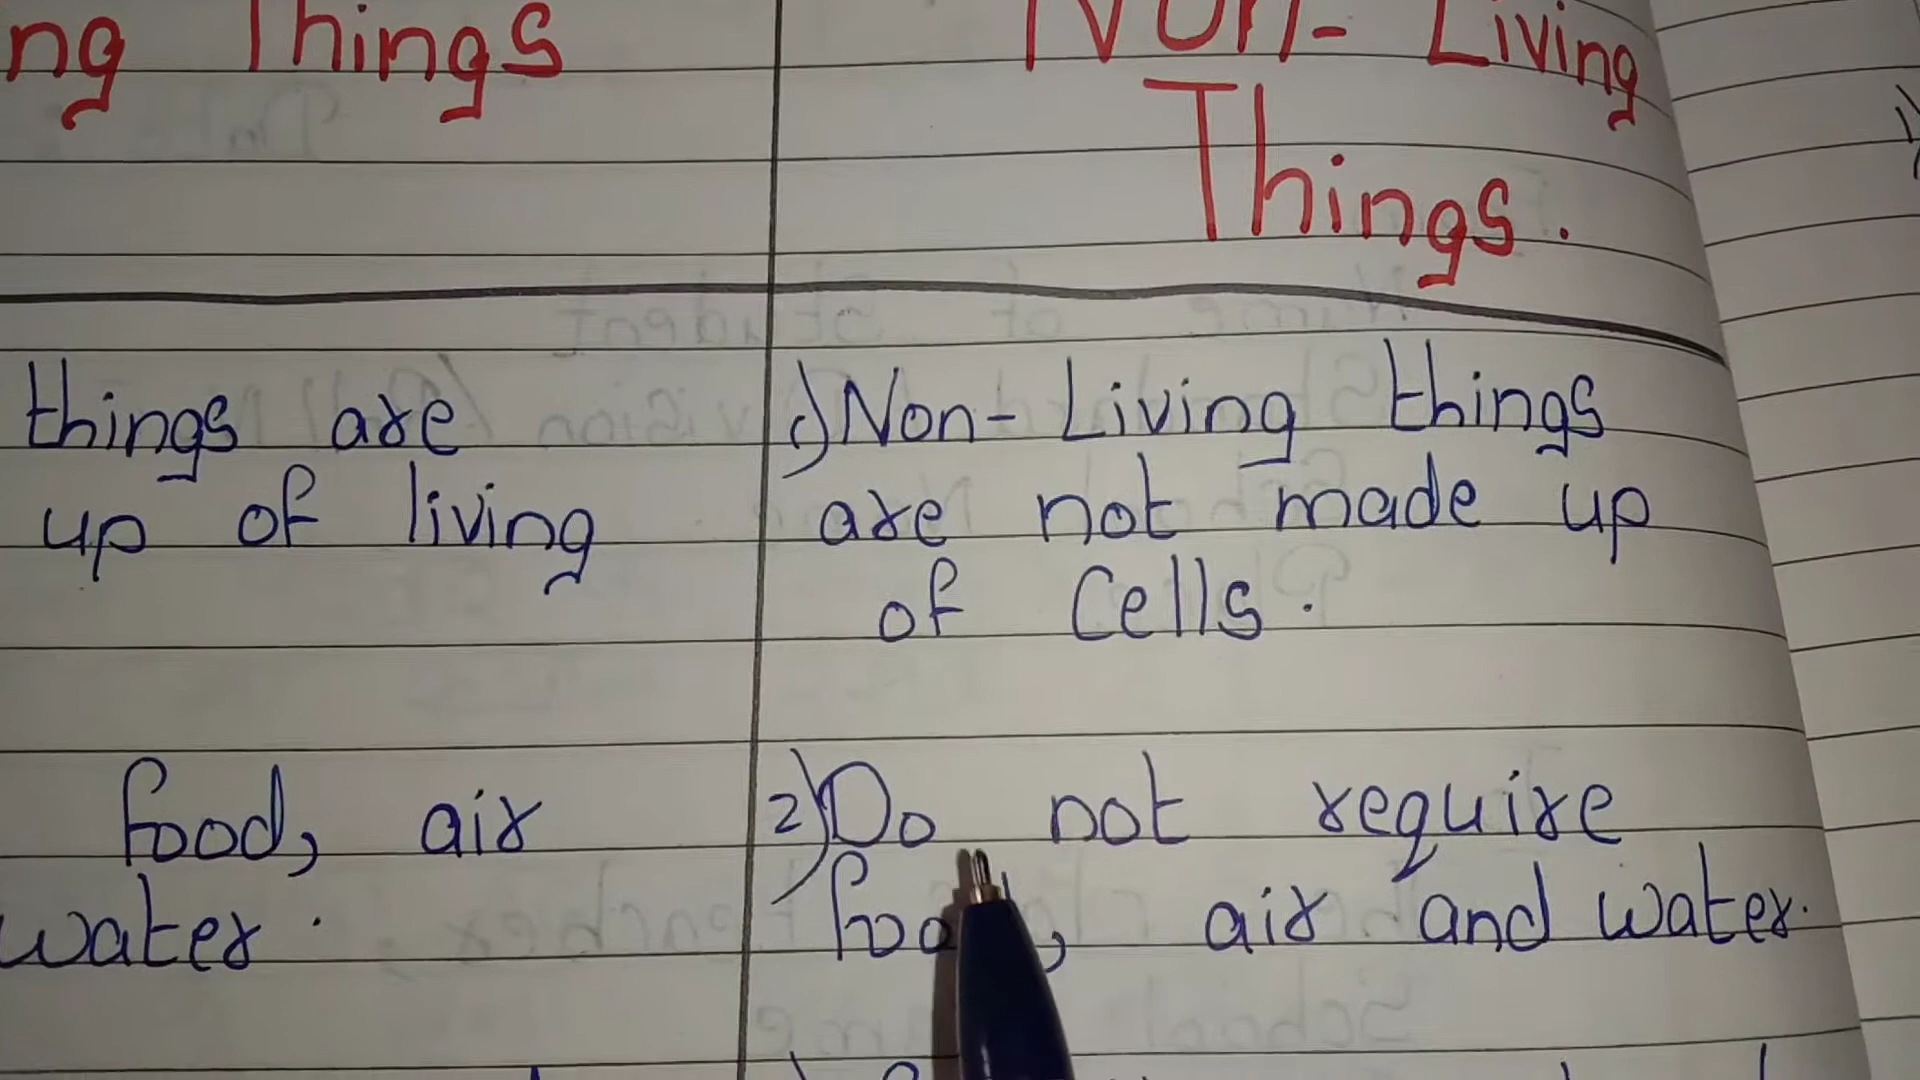 ng Things
Non- Living
Things.
things are
up of living
food, air
water.
1) Non- Living things
are not made up
of Cells.
2) Do not require
food, air and water.